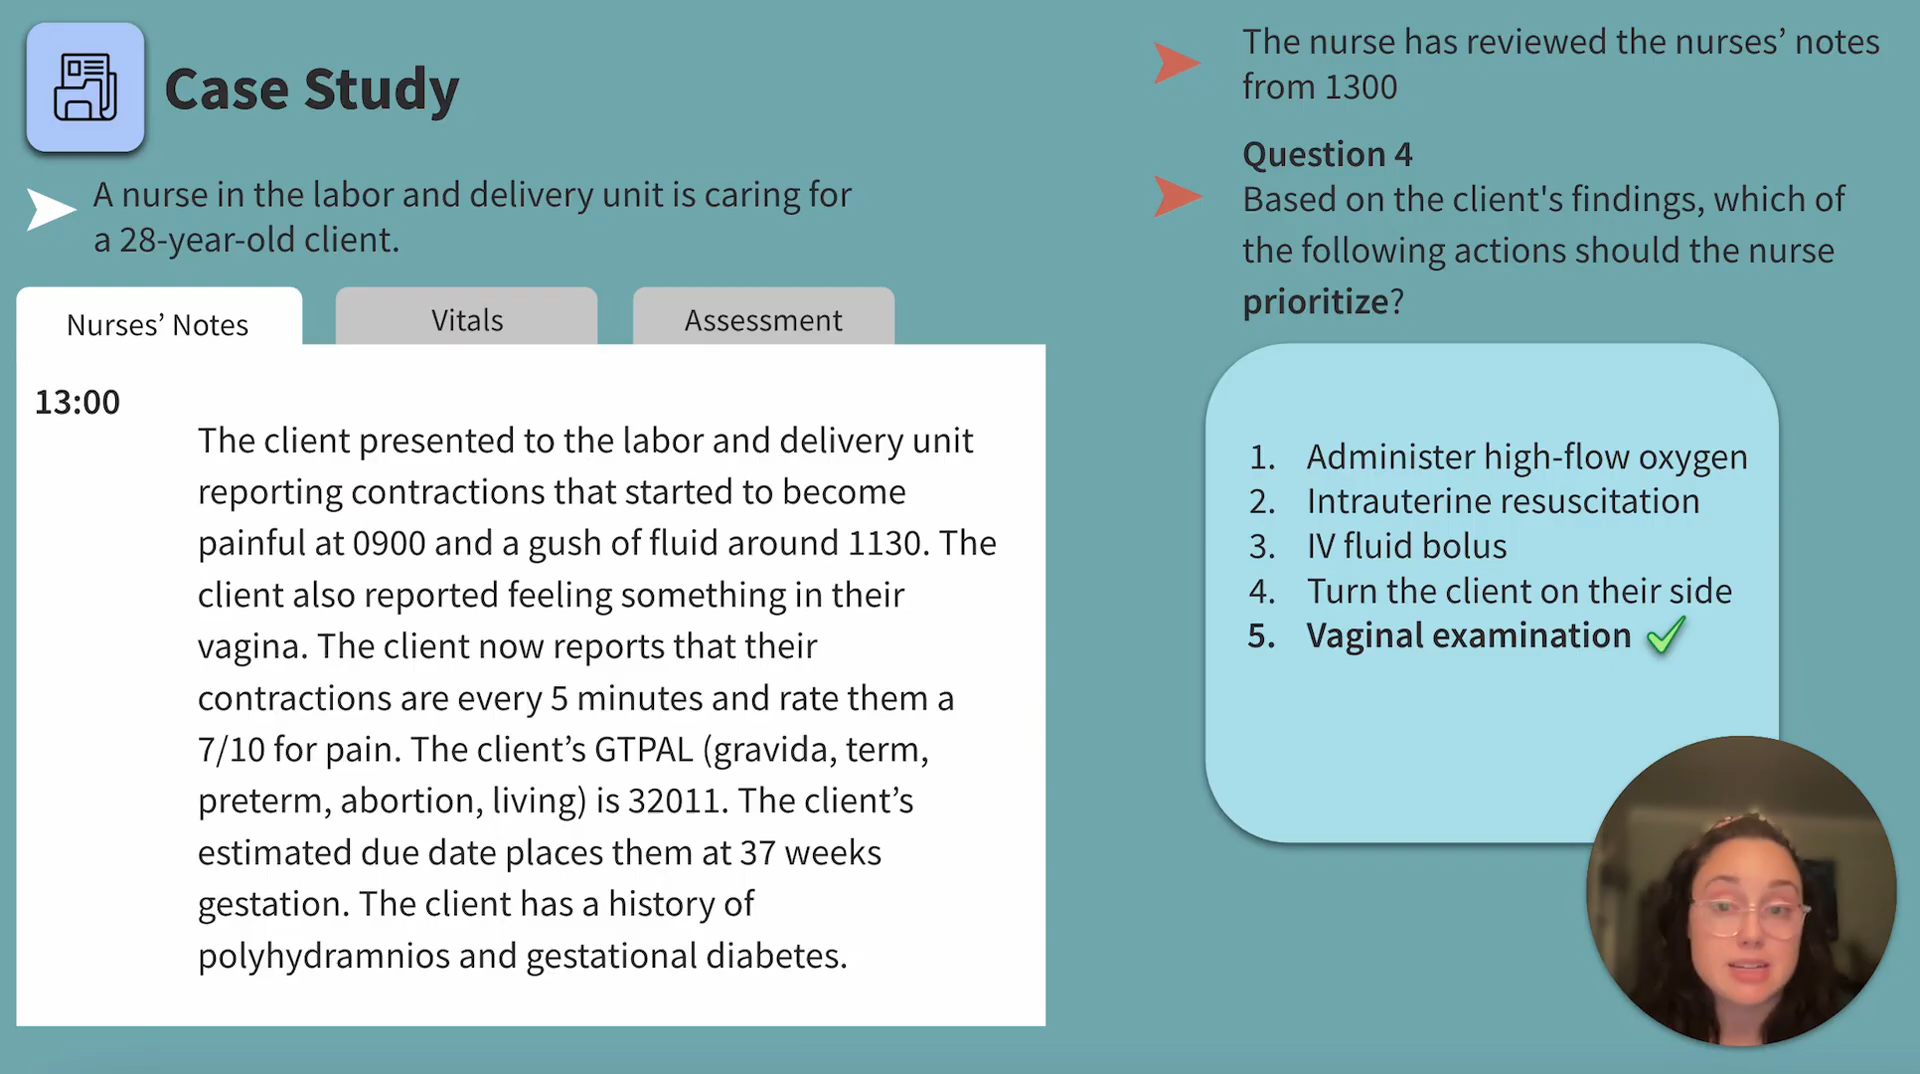 Case Study
A nurse in the labor and delivery unit is caring for
a 28-year-old client.
Nurses’ Notes
Vitals
Assessment
13:00
The client presented to the labor and delivery unit
reporting contractions that started to become
painful at 0900 and a gush of fluid around 1130. The
client also reported feeling something in their
vagina. The client now reports that their
contractions are every 5 minutes and rate them a
7/10 for pain. The client’s GTPAL (gravida, term,
preterm, abortion, living) is 32011. The client’s
estimated due date places them at 37 weeks
gestation. The client has a history of
polyhydramnios and gestational diabetes.
The nurse has reviewed the nurses’ notes
from 1300
Question 4
Based on the client's findings, which of
the following actions should the nurse
prioritize?
1. Administer high-flow oxygen
2. Intrauterine resuscitation
3. IV fluid bolus
4. Turn the client on their side
5. Vaginal examination